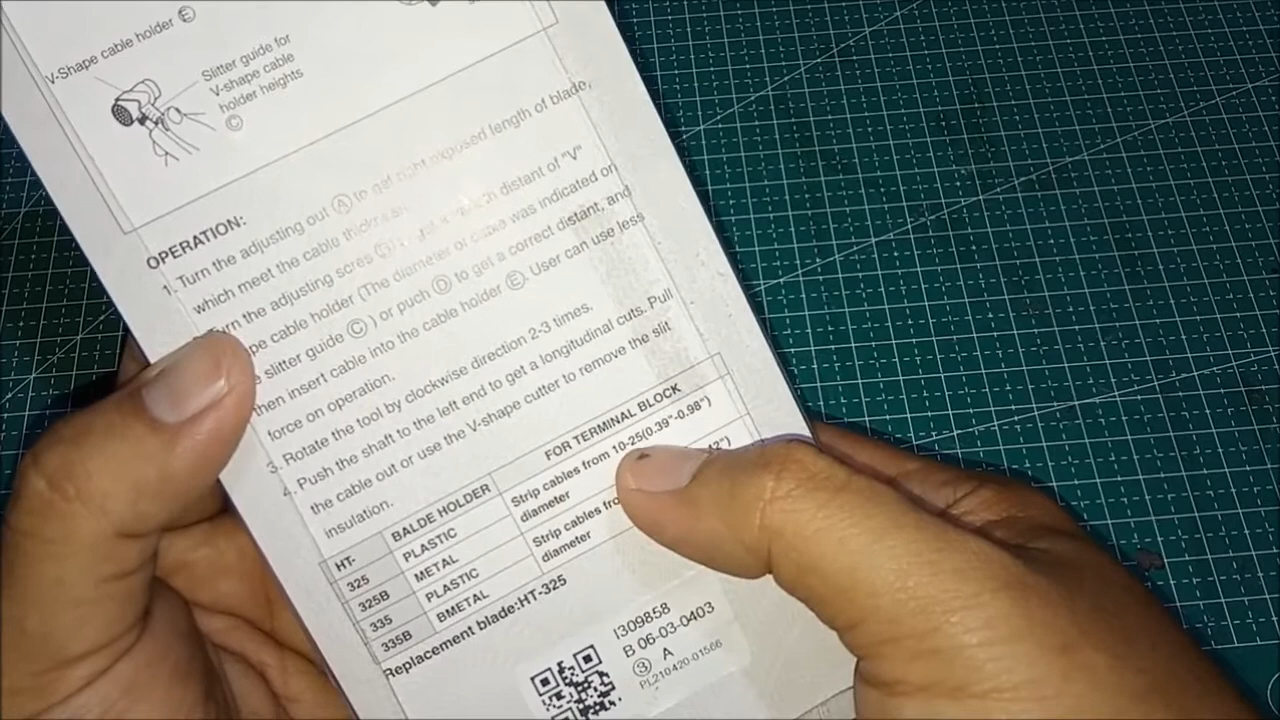 V-Shape cable holder Ⓔ
Slitter guide for
V-shape cable
holder heights
Ⓒ
OPERATION:
1. Turn the adjusting out Ⓐ to get right exposed length of blade,
which meet the cable thickness
Turn the adjusting scres distant of "V"
pe cable holder (The diameter of cable was indicated on
slitter guide Ⓒ) or puch Ⓓ to get a correct distant, and
then insert cable into the cable holder Ⓔ. User can use less
force on operation.
3. Rotate the tool by clockwise direction 2-3 times.
4. Push the shaft to the left end to get a longitudinal cuts. Pull
the cable out or use the V-shape cutter to remove the slit
insulation.
HT- BALDE HOLDER FOR TERMINAL BLOCK
325 PLASTIC Strip cables from 10-25(0.39"-0.98")
325B METAL diameter
335 PLASTIC Strip cables
335B BMETAL diameter
Replacement blade:HT-325
I309858
B 06-03-0403
③ A
PL210420-01566